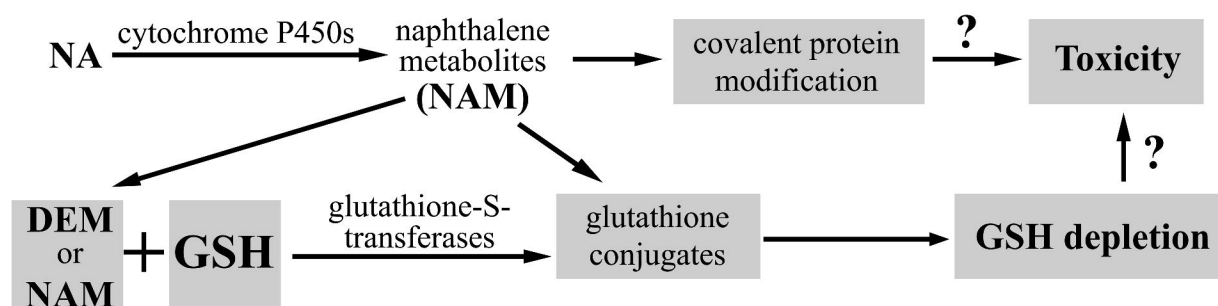 NA
cytochrome P450s
naphthalene
metabolites
(NAM)
covalent protein
modification
?
Toxicity
?
DEM
or
NAM
+
GSH
glutathione-S-
transferases
glutathione
conjugates
GSH depletion